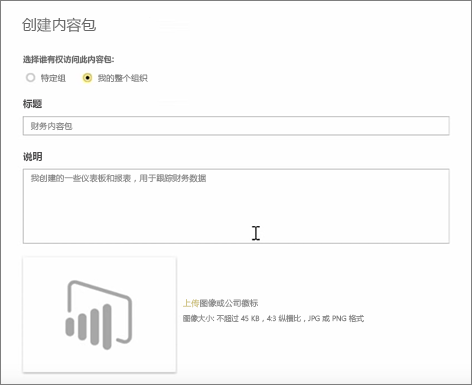 创建内容包
选择谁有权访问此内容包:
特定组 我的整个组织
标题
财务内容包
说明
我创建的一些仪表板和报表，用于跟踪财务数据
上传图像或公司徽标
图像大小: 不超过 45 KB，4:3 纵横比，JPG 或 PNG 格式